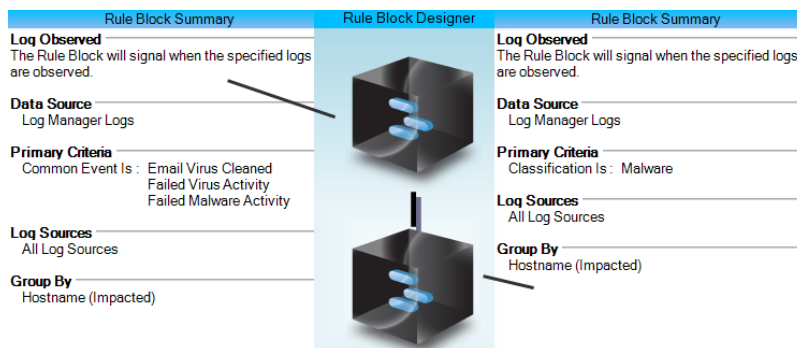 Rule Block Summary
Log Observed
The Rule Block will signal when the specified logs
are observed.
Data Source
Log Manager Logs
Primary Criteria
Common Event Is : Email Virus Cleaned
Failed Virus Activity
Failed Malware Activity
Log Sources
All Log Sources
Group By
Hostname (Impacted)
Rule Block Designer
Rule Block Summary
Log Observed
The Rule Block will signal when the specified logs
are observed.
Data Source
Log Manager Logs
Primary Criteria
Classification Is : Malware
Log Sources
All Log Sources
Group By
Hostname (Impacted)